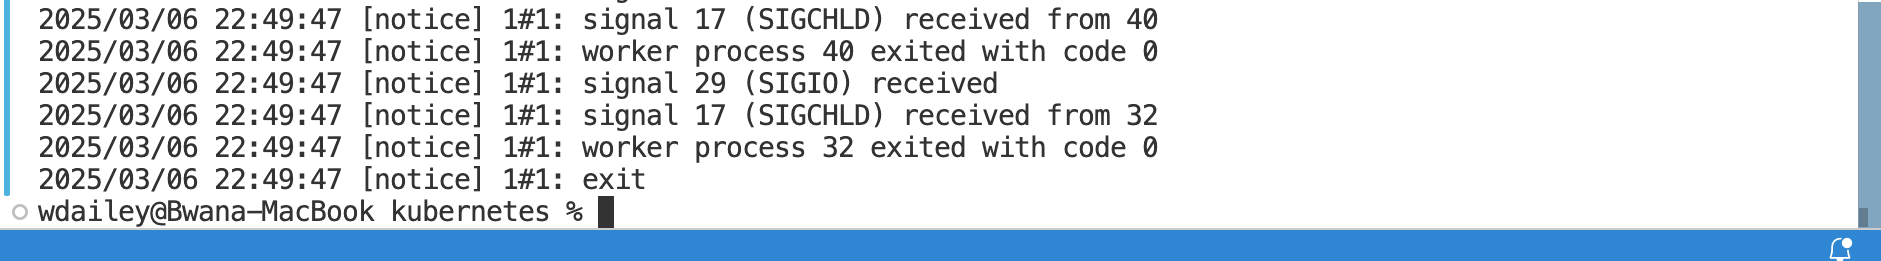 2025/03/06 22:49:47 [notice] 1#1: signal 17 (SIGCHLD) received from 40
2025/03/06 22:49:47 [notice] 1#1: worker process 40 exited with code 0
2025/03/06 22:49:47 [notice] 1#1: signal 29 (SIGIO) received
2025/03/06 22:49:47 [notice] 1#1: signal 17 (SIGCHLD) received from 32
2025/03/06 22:49:47 [notice] 1#1: worker process 32 exited with code 0
2025/03/06 22:49:47 [notice] 1#1: exit
wdailey@Bwana-MacBook kubernetes %